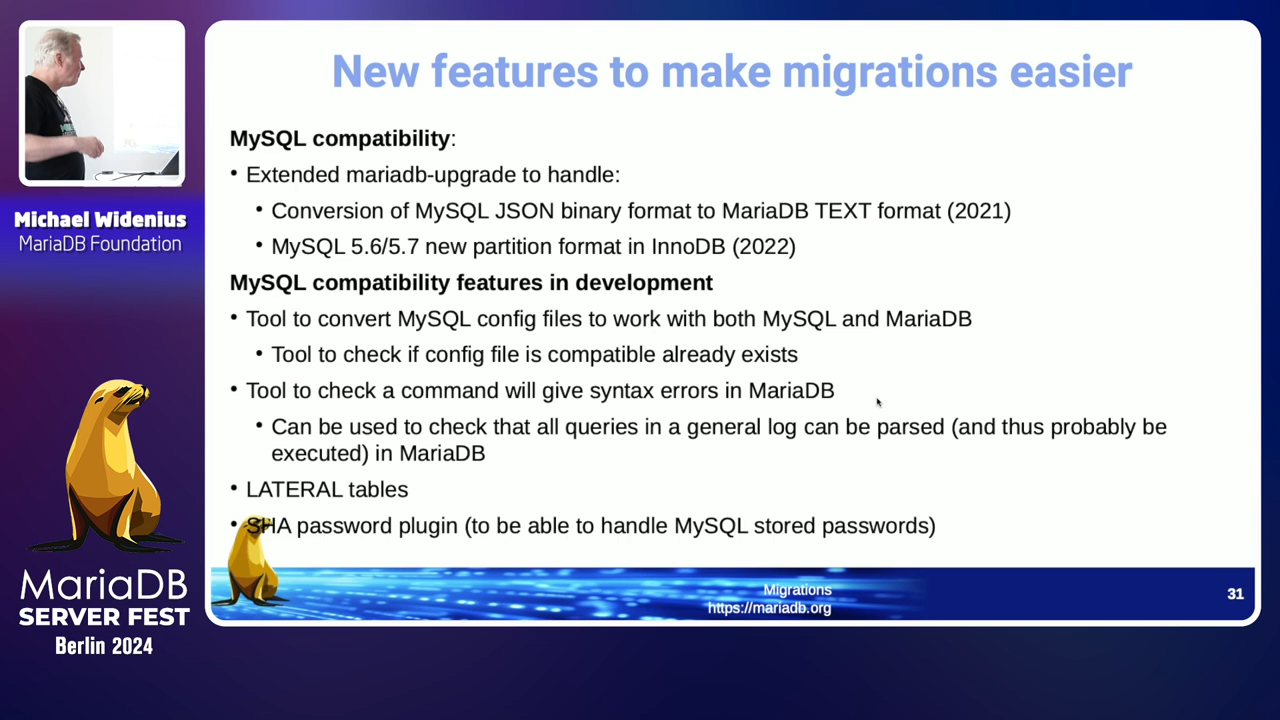 New features to make migrations easier
MySQL compatibility:
• Extended mariadb-upgrade to handle:
• Conversion of MySQL JSON binary format to MariaDB TEXT format (2021)
• MySQL 5.6/5.7 new partition format in InnoDB (2022)
MySQL compatibility features in development
• Tool to convert MySQL config files to work with both MySQL and MariaDB
• Tool to check if config file is compatible already exists
• Tool to check a command will give syntax errors in MariaDB
• Can be used to check that all queries in a general log can be parsed (and thus probably be
executed) in MariaDB
• LATERAL tables
• SHA password plugin (to be able to handle MySQL stored passwords)
Migrations
https://mariadb.org
31
Michael Widenius
MariaDB Foundation
MariaDB
SERVER FEST
Berlin 2024